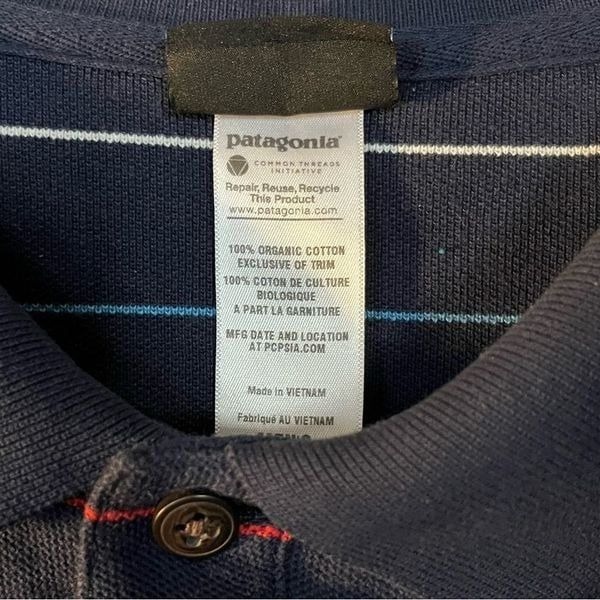 patagonia®
COMMON THREADS
INITIATIVE
Repair, Reuse, Recycle
This Product
www.patagonia.com
100% ORGANIC COTTON
EXCLUSIVE OF TRIM
100% COTON DE CULTURE
BIOLOGIQUE
A PART LA GARNITURE
MFG DATE AND LOCATION
AT PCPSIA.COM
Made in VIETNAM
Fabriqué AU VIETNAM